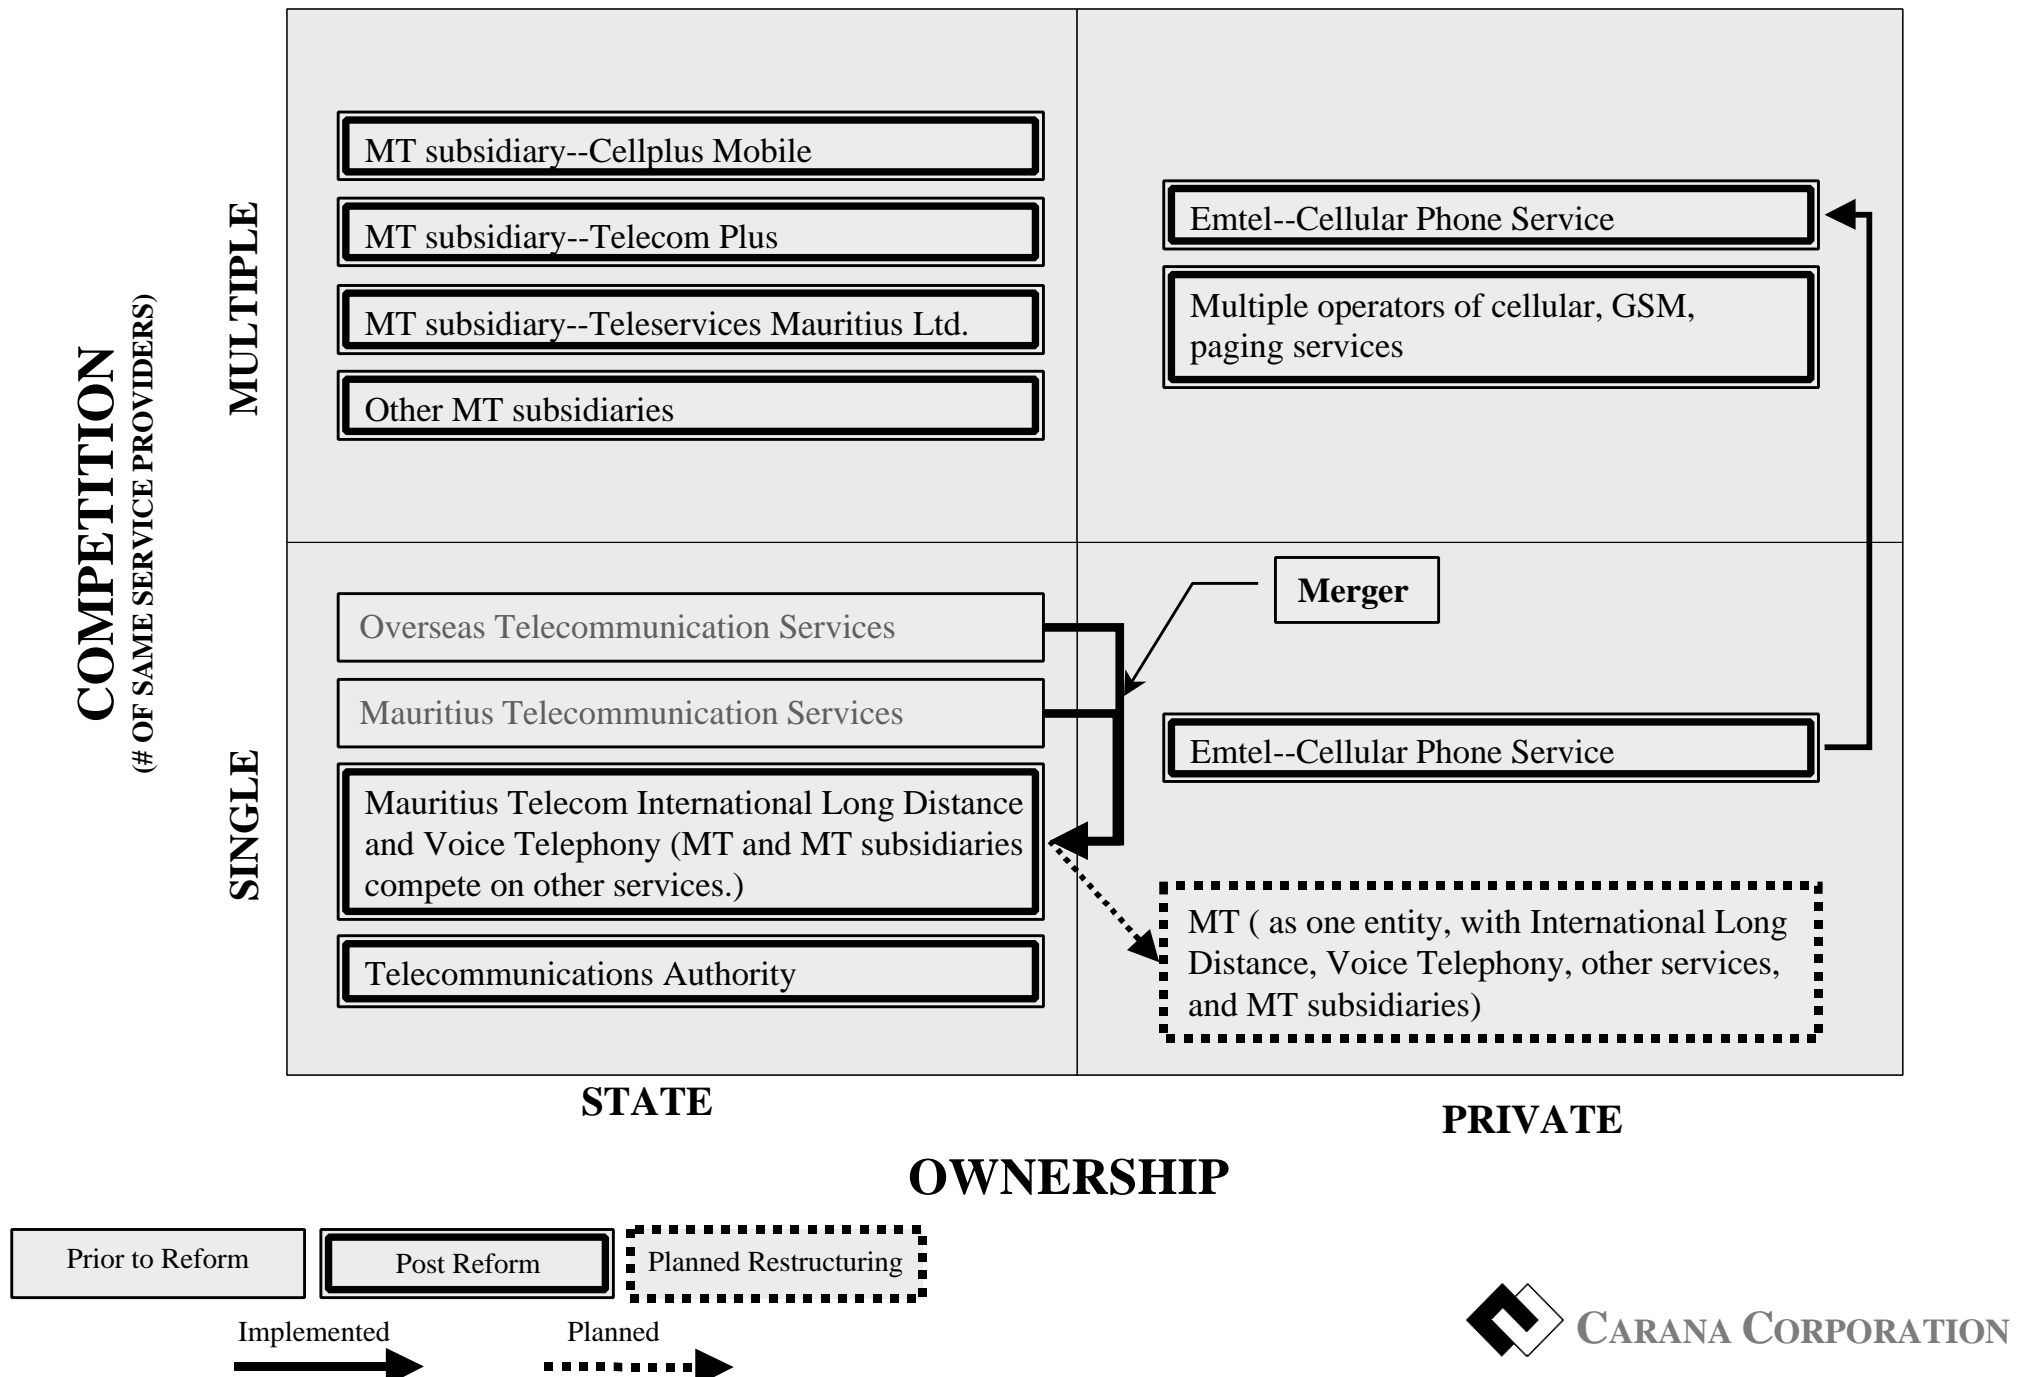 COMPETITION
(# OF SAME SERVICE PROVIDERS)
MULTIPLE
SINGLE
MT subsidiary--Cellplus Mobile
MT subsidiary--Telecom Plus
MT subsidiary--Teleservices Mauritius Ltd.
Other MT subsidiaries
Emtel--Cellular Phone Service
Multiple operators of cellular, GSM,
paging services
Overseas Telecommunication Services
Mauritius Telecommunication Services
Mauritius Telecom International Long Distance
and Voice Telephony (MT and MT subsidiaries
compete on other services.)
Telecommunications Authority
Merger
Emtel--Cellular Phone Service
MT ( as one entity, with International Long
Distance, Voice Telephony, other services,
and MT subsidiaries)
STATE
PRIVATE
OWNERSHIP
Prior to Reform
Post Reform
Planned Restructuring
Implemented
Planned
CARANA CORPORATION